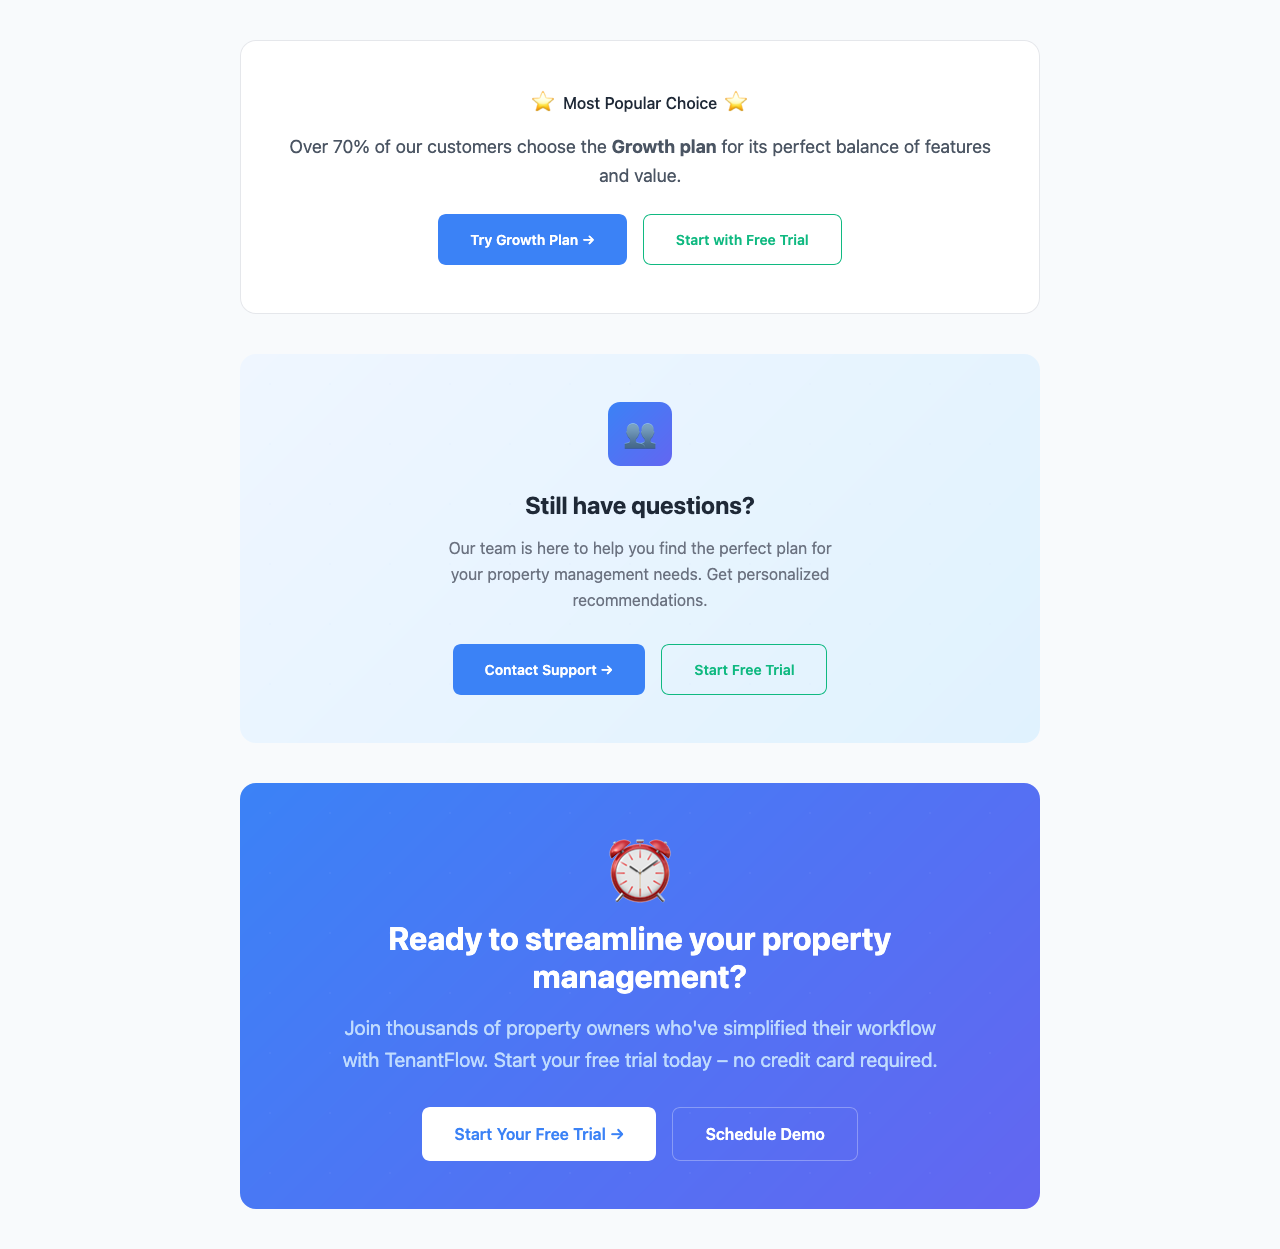 ⭐ Most Popular Choice ⭐
Over 70% of our customers choose the Growth plan for its perfect balance of features
and value.
Try Growth Plan →
Start with Free Trial
Still have questions?
Our team is here to help you find the perfect plan for
your property management needs. Get personalized
recommendations.
Contact Support →
Start Free Trial
Ready to streamline your property
management?
Join thousands of property owners who've simplified their workflow
with TenantFlow. Start your free trial today – no credit card required.
Start Your Free Trial →
Schedule Demo